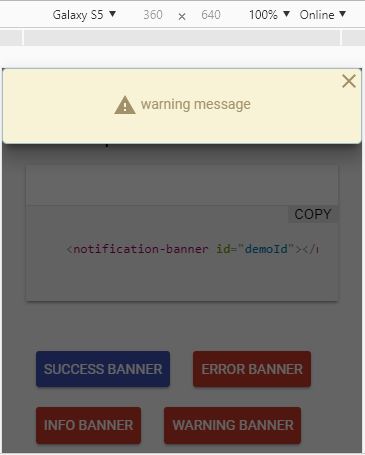 Galaxy S5 ▼ 360 × 640 100% ▼ Online ▼
warning message
COPY
<notification-banner id="demoId"></
SUCCESS BANNER ERROR BANNER
INFO BANNER WARNING BANNER